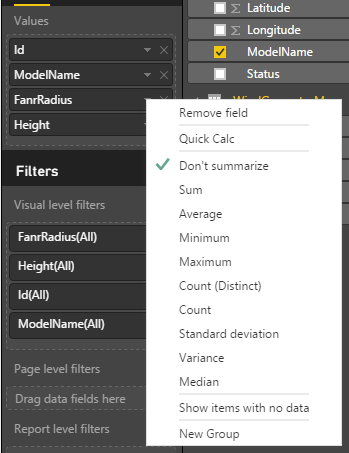 Values
Id
ModelName
FanrRadius
Height
Filters
Visual level filters
FanrRadius(All)
Height(All)
Id(All)
ModelName(All)
Page level filters
Drag data fields here
Report level filters
Latitude
Σ Longitude
ModelName
Status
Remove field
Quick Calc
Don't summarize
Sum
Average
Minimum
Maximum
Count (Distinct)
Count
Standard deviation
Variance
Median
Show items with no data
New Group